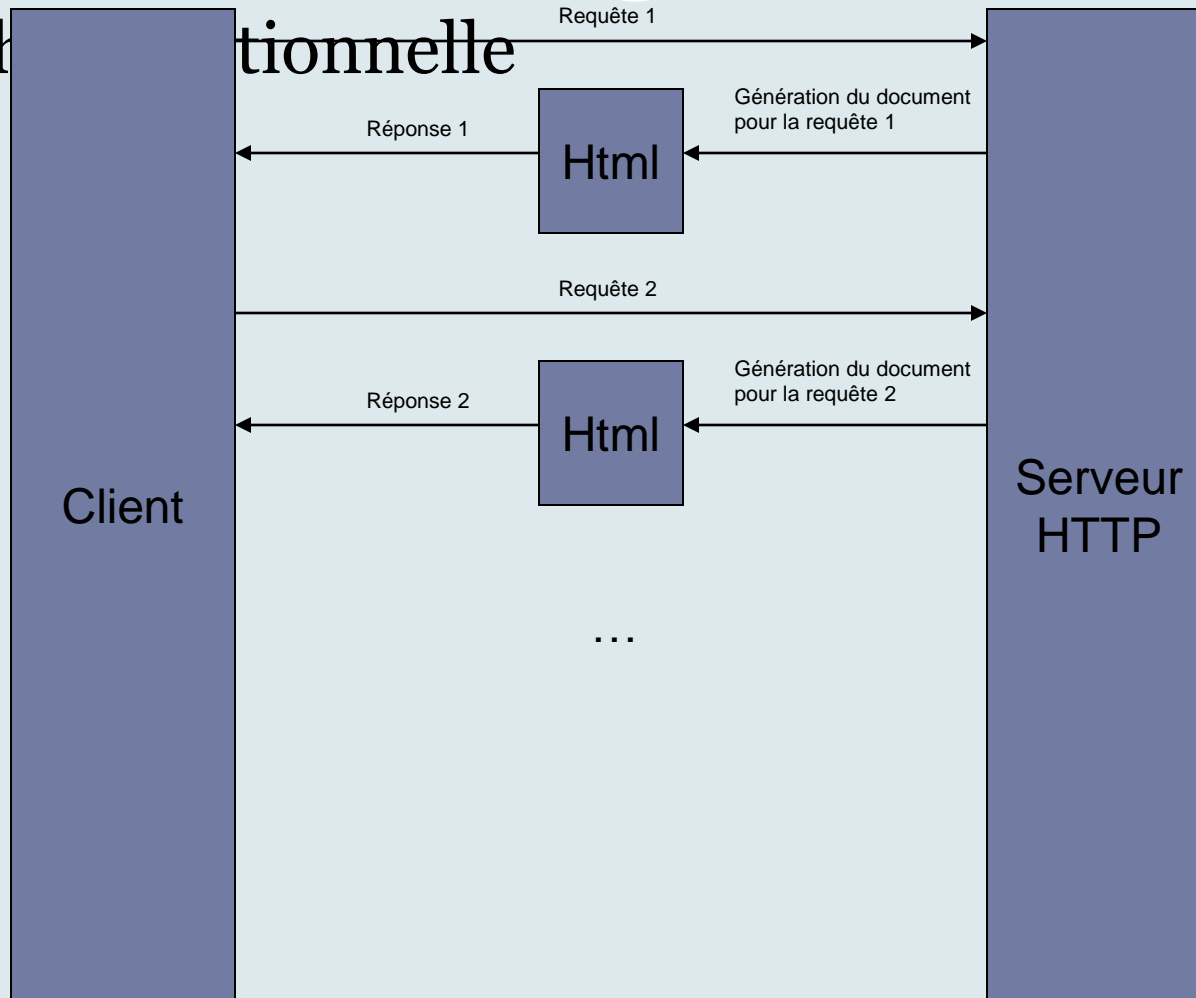 Requête 1
tionnelle
Génération du document
pour la requête 1
Réponse 1
Html
Requête 2
Génération du document
pour la requête 2
Réponse 2
Html
Client
Serveur
HTTP
…